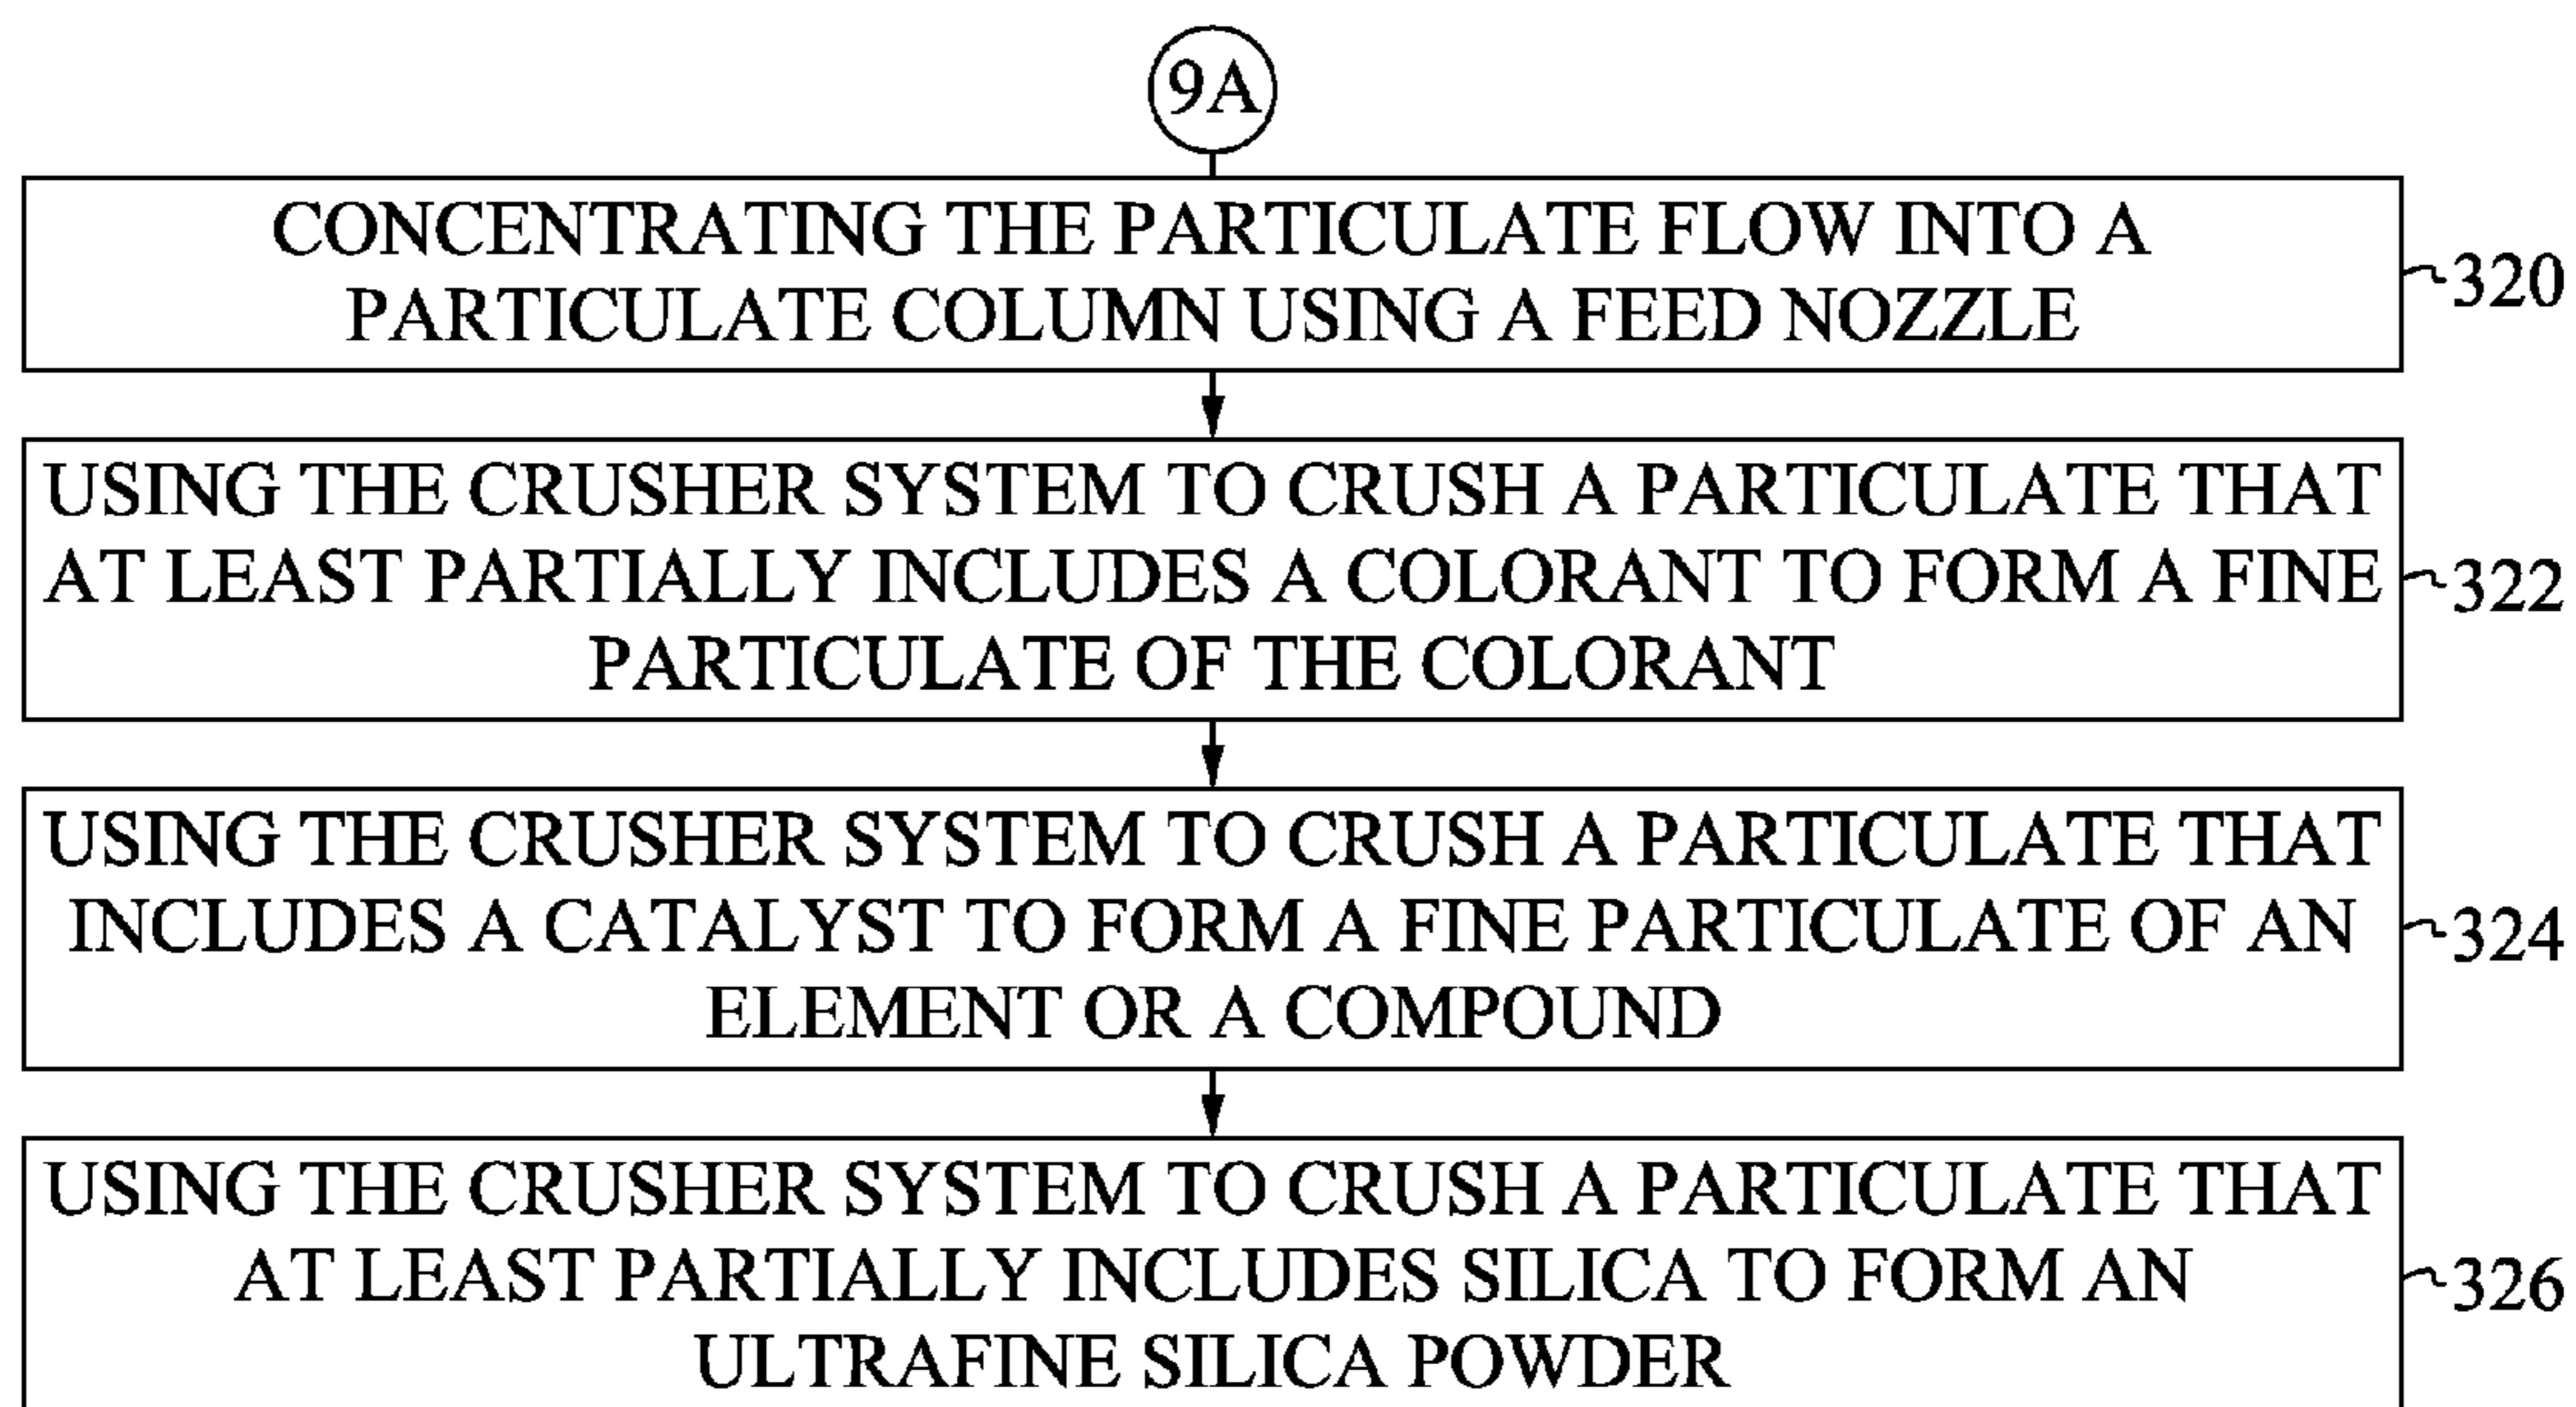 9A
CONCENTRATING THE PARTICULATE FLOW INTO A
PARTICULATE COLUMN USING A FEED NOZZLE
320
USING THE CRUSHER SYSTEM TO CRUSH A PARTICULATE THAT
AT LEAST PARTIALLY INCLUDES A COLORANT TO FORM A FINE
PARTICULATE OF THE COLORANT
322
USING THE CRUSHER SYSTEM TO CRUSH A PARTICULATE THAT
INCLUDES A CATALYST TO FORM A FINE PARTICULATE OF AN
ELEMENT OR A COMPOUND
324
USING THE CRUSHER SYSTEM TO CRUSH A PARTICULATE THAT
AT LEAST PARTIALLY INCLUDES SILICA TO FORM AN
ULTRAFINE SILICA POWDER
326